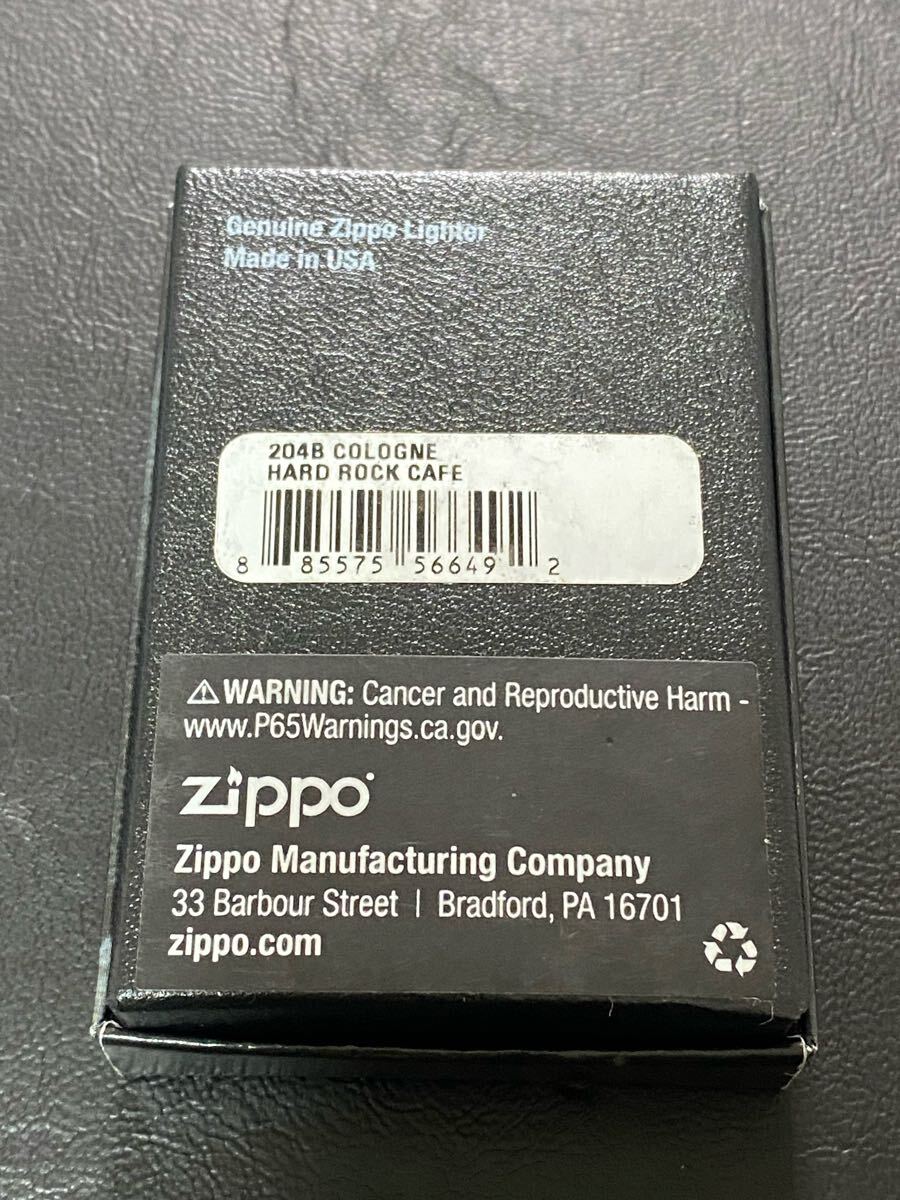 Genuine Zippo Lighter
Made in USA
204B COLOGNE
HARD ROCK CAFE
8 85575 56649 2
⚠WARNING: Cancer and Reproductive Harm -
www.P65Warnings.ca.gov.
zippo
Zippo Manufacturing Company
33 Barbour Street | Bradford, PA 16701
zippo.com